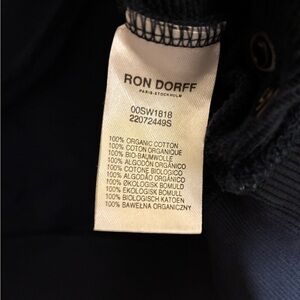 RON DORFF
PARIS-STOCKHOLM
00SW1818
22072449S
100% ORGANIC COTTON
100% COTON ORGANIQUE
100% BIO-BAUMWOLLE
100% ALGODÓN ORGÁNICO
100% COTONE BIOLOGICO
100% ALGODÃO ORGÂNICO
100% ØKOLOGISK BOMULD
100% EKOLOGISK BOMULL
100% BIOLOGISCH KATOEN
100% BAWEŁNA ORGANICZNY